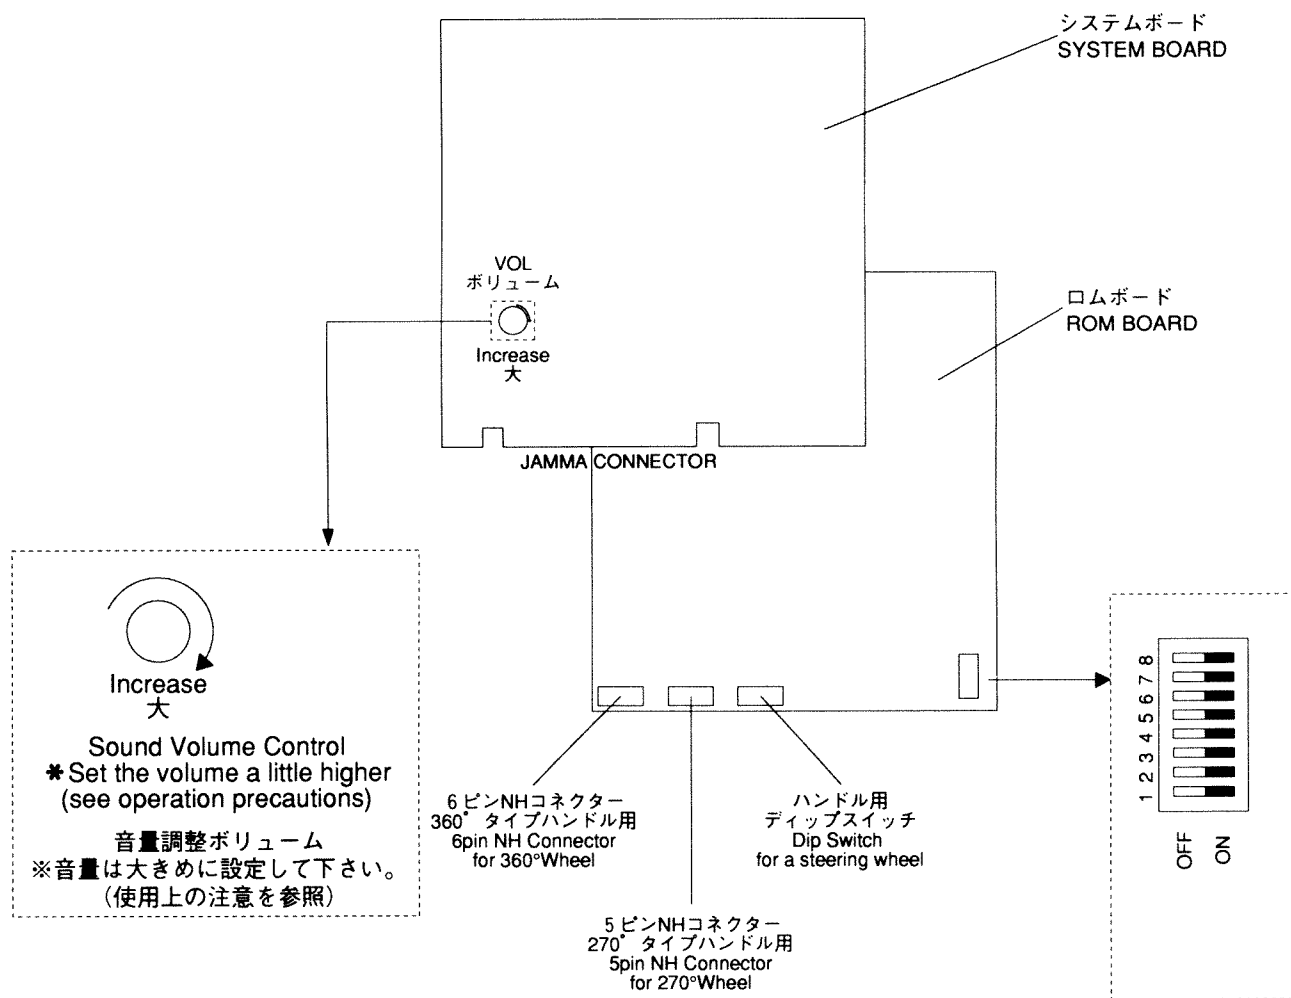 システムボード
SYSTEM BOARD
VOL
ボリューム
Increase
大
ロムボード
ROM BOARD
JAMMA CONNECTOR
Increase
大
Sound Volume Control
*Set the volume a little higher
(see operation precautions)
音量調整ボリューム
※音量は大きめに設定して下さい。
(使用上の注意を参照)
6ピンNHコネクター
360°タイプハンドル用
6pin NH Connector
for 360°Wheel
5ピンNHコネクター
270°タイプハンドル用
5pin NH Connector
for 270°Wheel
ハンドル用
ディップスイッチ
Dip Switch
for a steering wheel
1 2 3 4 5 6 7 8
OFF
ON